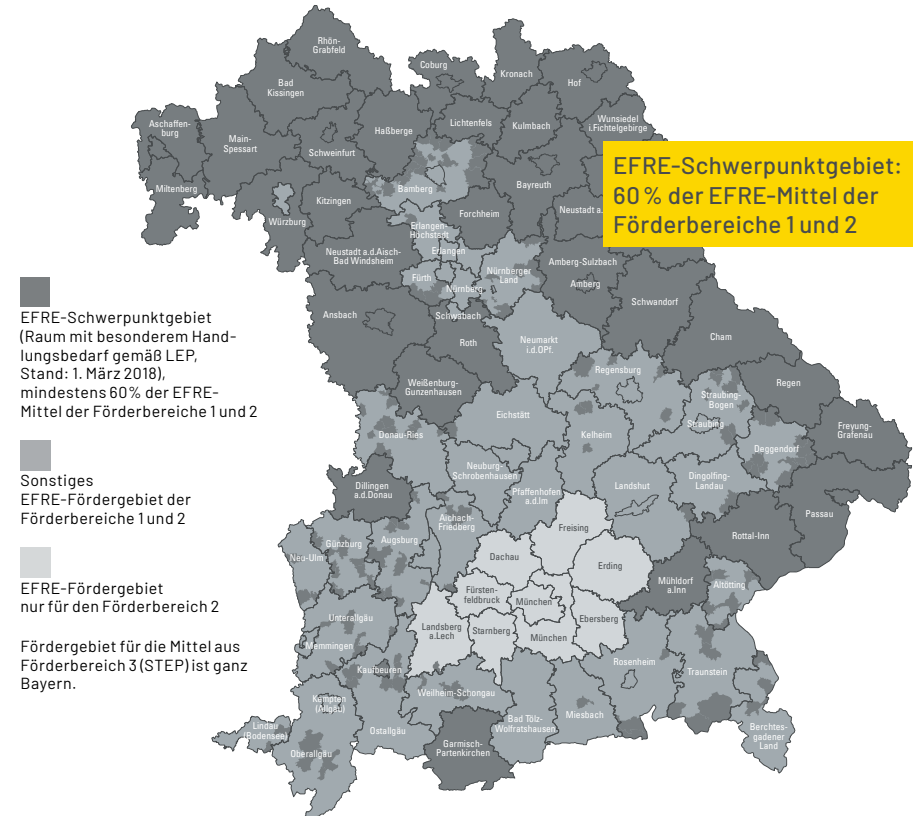 Rhön-
Grabfeld
Coburg
Kronach
Hof
Bad
Kissingen
Aschaffen-
burg
Main-
Spessart
Schweinfurt
Haßberge
Lichtenfels
Kulmbach
Wunsiedel
i.Fichtelgebirge
EFRE-Schwerpunktgebiet:
60 % der EFRE-Mittel der
Förderbereiche 1 und 2
Miltenberg
Würzburg
Kitzingen
Bamberg
Bayreuth
Forchheim
Neustadt a.
Erlangen-
Höchstadt
Erlangen
Neustadt a.d.Aisch-
Bad Windsheim
Fürth
Nürnberg
Nürnberger
Land
Amberg-Sulzbach
Amberg
Schwandorf
Ansbach
Schwabach
Roth
Neumarkt
i.d.OPf.
Cham
Weißenburg-
Gunzenhausen
Regensburg
Regen
Straubing-
Bogen
Straubing
Freyung-
Grafenau
Eichstätt
Donau-Ries
Kelheim
Deggendorf
Neuburg-
Schrobenhausen
Dingolfing-
Landau
Landshut
Dillingen
a.d.Donau
Pfaffenhofen
a.d.Im
Passau
Aichach-
Friedberg
Freising
Rottal-Inn
Augsburg
Günzburg
Neu-Ulm
Dachau
Erding
Mühldorf
a.Inn
Altötting
Fürsten-
feldbruck
München
Landsberg
a.Lech
Starnberg
München
Ebersberg
Unterallgäu
Memmingen
Kaufbeuren
Rosenheim
Traunstein
Weilheim-Schongau
Kempten
(Allgäu)
Lindau
(Bodensee)
Oberallgäu
Ostallgäu
Bad Tölz-
Wolfratshausen
Miesbach
Berchtes-
gadener
Land
Garmisch-
Partenkirchen
EFRE-Schwerpunktgebiet
(Raum mit besonderem Hand-
lungsbedarf gemäß LEP,
Stand: 1. März 2018),
mindestens 60% der EFRE-
Mittel der Förderbereiche 1 und 2
Sonstiges
EFRE-Fördergebiet der
Förderbereiche 1 und 2
EFRE-Fördergebiet
nur für den Förderbereich 2
Fördergebiet für die Mittel aus
Förderbereich 3 (STEP) ist ganz
Bayern.